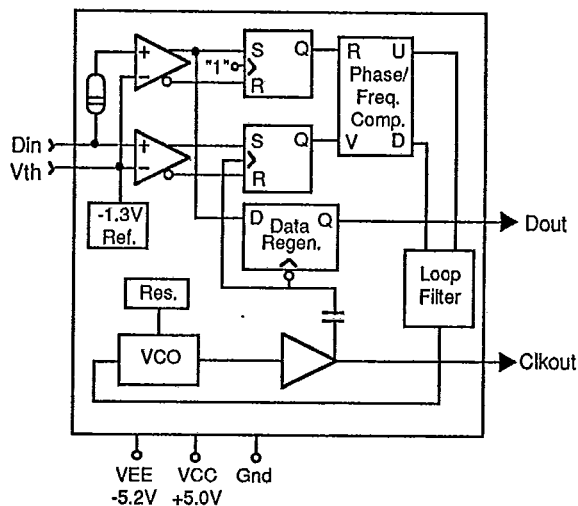 +
−
S
Q
"1"
R
R
U
Phase/
Freq.
Comp.
V
D
Din
Vth
+
−
S
Q
R
-1.3V
Ref.
D
Q
Data
Regen.
Dout
Loop
Filter
Res.
VCO
Clkout
VEE
-5.2V
VCC
+5.0V
Gnd